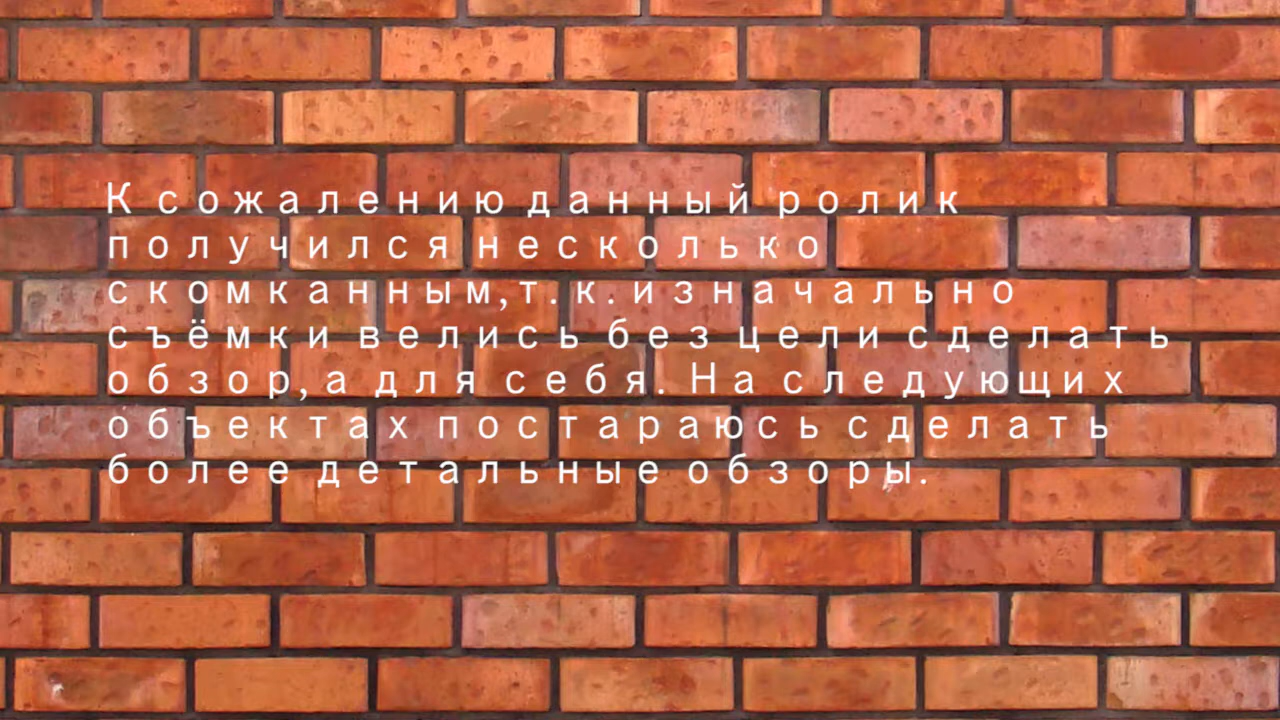 К сожалению данный ролик
получился несколько
скомканным,т.к.изначально
съёмки велись без цели сделать
обзор,а для себя. На следующих
объектах постараюсь сделать
более детальные обзоры.